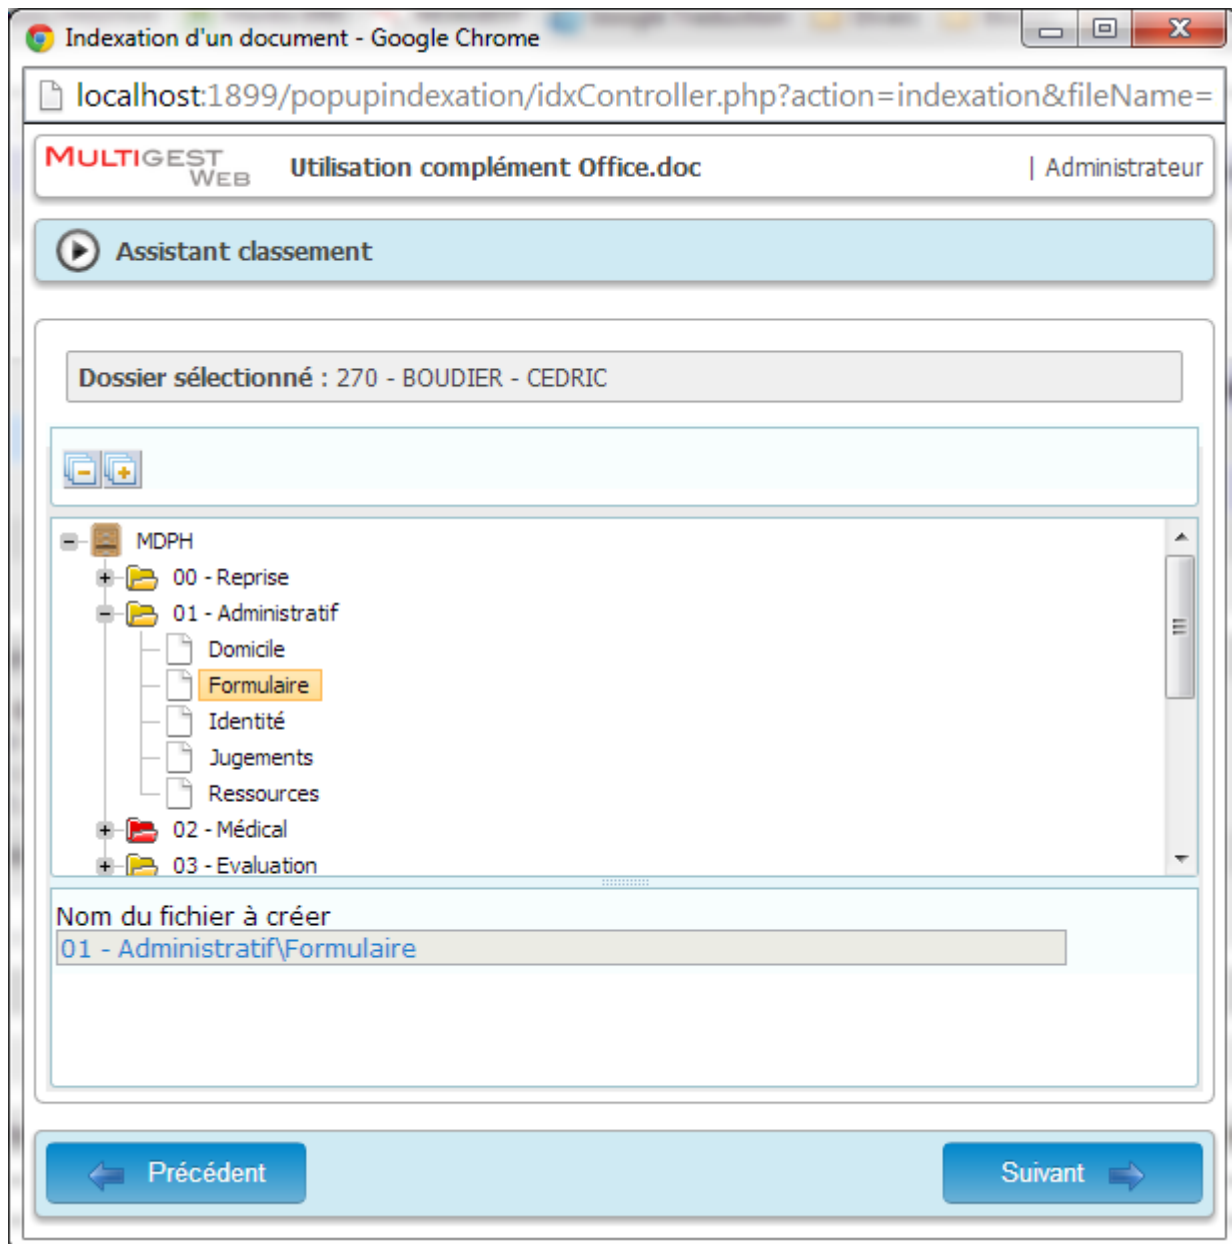 Indexation d'un document - Google Chrome
X
localhost:1899/popupindexation/idxController.php?action=indexation&fileName=
MULTIGEST
WEB
Utilisation complément Office.doc
| Administrateur
Assistant classement
Dossier sélectionné : 270 - BOUDIER - CEDRIC
MDPH
00 - Reprise
01 - Administratif
Domicile
Formulaire
Identité
Jugements
Ressources
02 - Médical
03 - Evaluation
Nom du fichier à créer
01 - Administratif\Formulaire
Précédent
Suivant